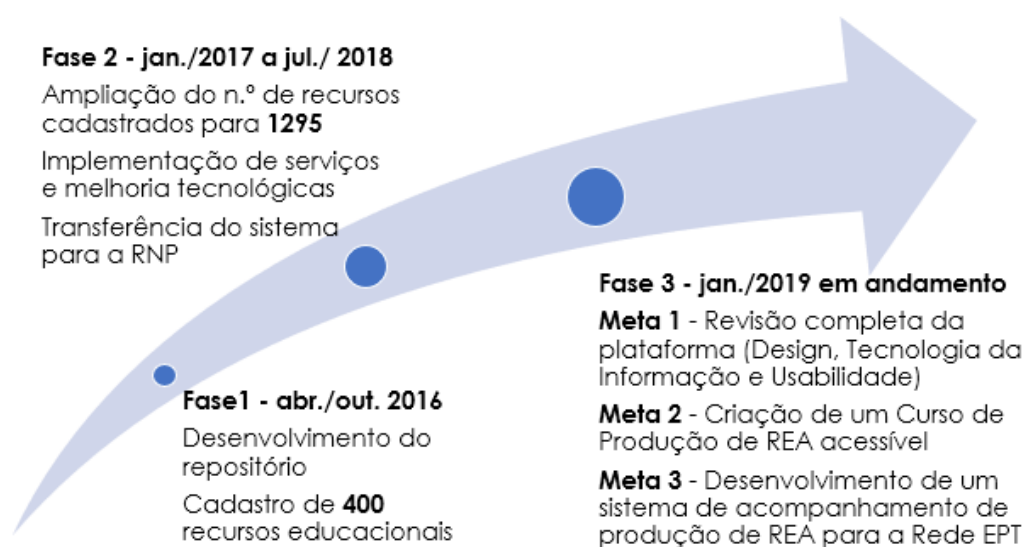 Fase 2 - jan./2017 a jul./ 2018
Ampliação do n.º de recursos
cadastrados para 1295
Implementação de serviços
e melhoria tecnológicas
Transferência do sistema
para a RNP
Fase1 - abr./out. 2016
Desenvolvimento do
repositório
Cadastro de 400
recursos educacionais
Fase 3 - jan./2019 em andamento
Meta 1 - Revisão completa da
plataforma (Design, Tecnologia da
Informação e Usabilidade)
Meta 2 - Criação de um Curso de
Produção de REA acessível
Meta 3 - Desenvolvimento de um
sistema de acompanhamento de
produção de REA para a Rede EPT